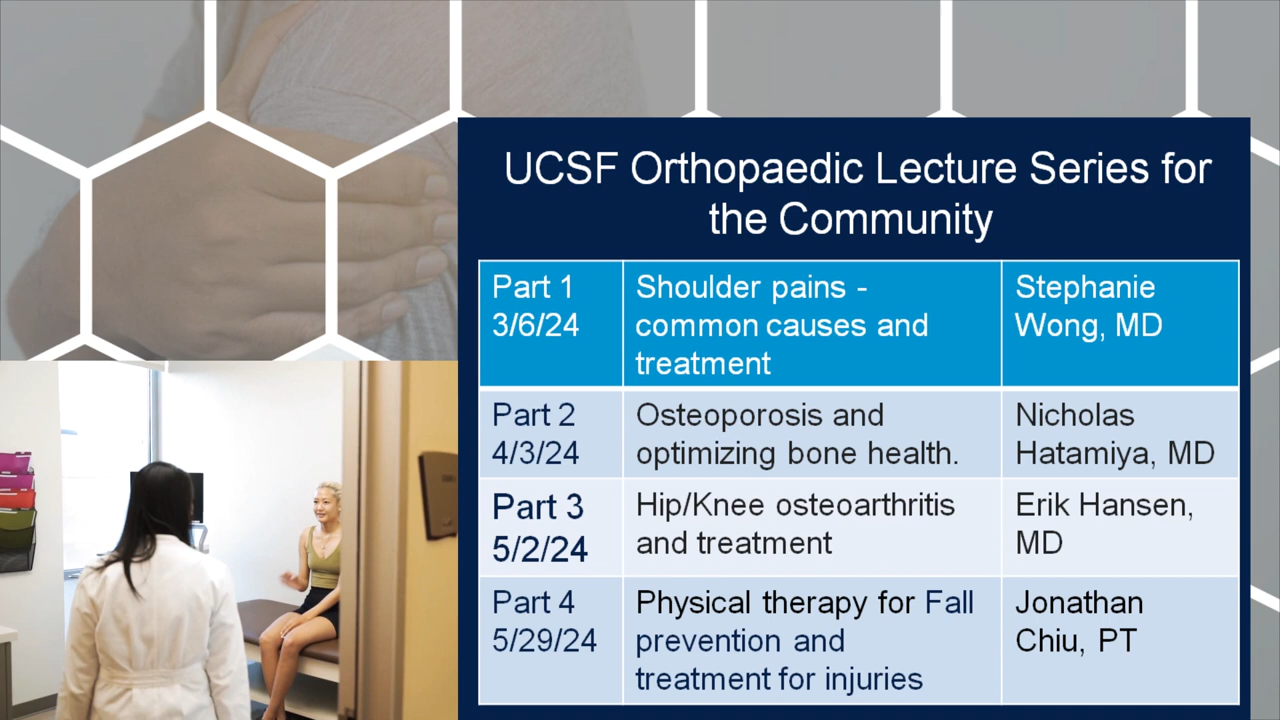 UCSF Orthopaedic Lecture Series for
the Community
Part 1
3/6/24
Shoulder pains -
common causes and
treatment
Stephanie
Wong, MD
Part 2
4/3/24
Osteoporosis and
optimizing bone health.
Nicholas
Hatamiya, MD
Part 3
5/2/24
Hip/Knee osteoarthritis
and treatment
Erik Hansen,
MD
Part 4
5/29/24
Physical therapy for Fall
prevention and
treatment for injuries
Jonathan
Chiu, PT